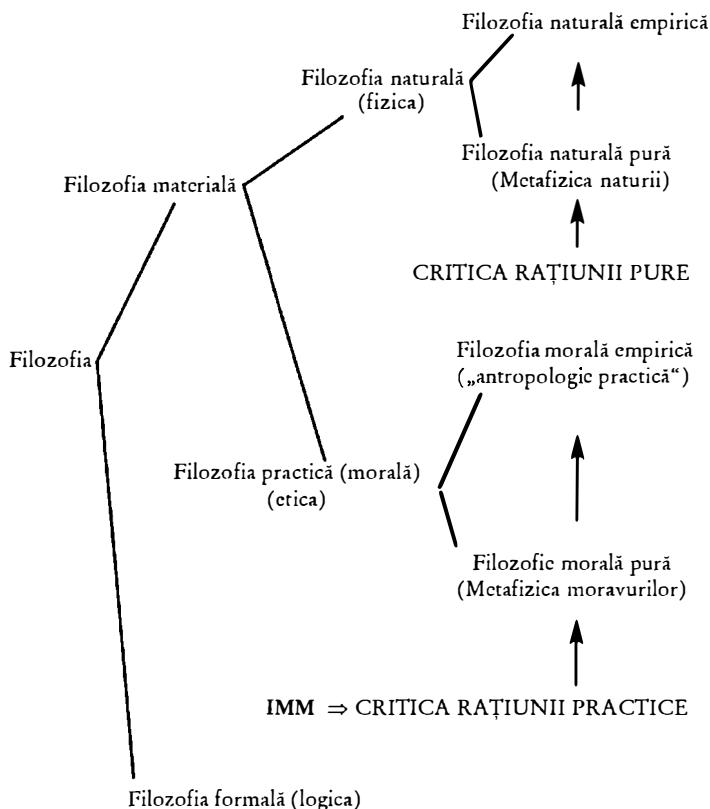 Filozofia naturală empirică
Filozofia naturală
(fizica)
Filozofia naturală pură
(Metafizica naturii)
Filozofia materială
CRITICA RAȚIUNII PURE
Filozofia
Filozofia morală empirică
(„antropologie practică“)
Filozofia practică (morală)
(etica)
Filozofie morală pură
(Metafizica moravurilor)
IMM ⇒ CRITICA RAȚIUNII PRACTICE
Filozofia formală (logica)